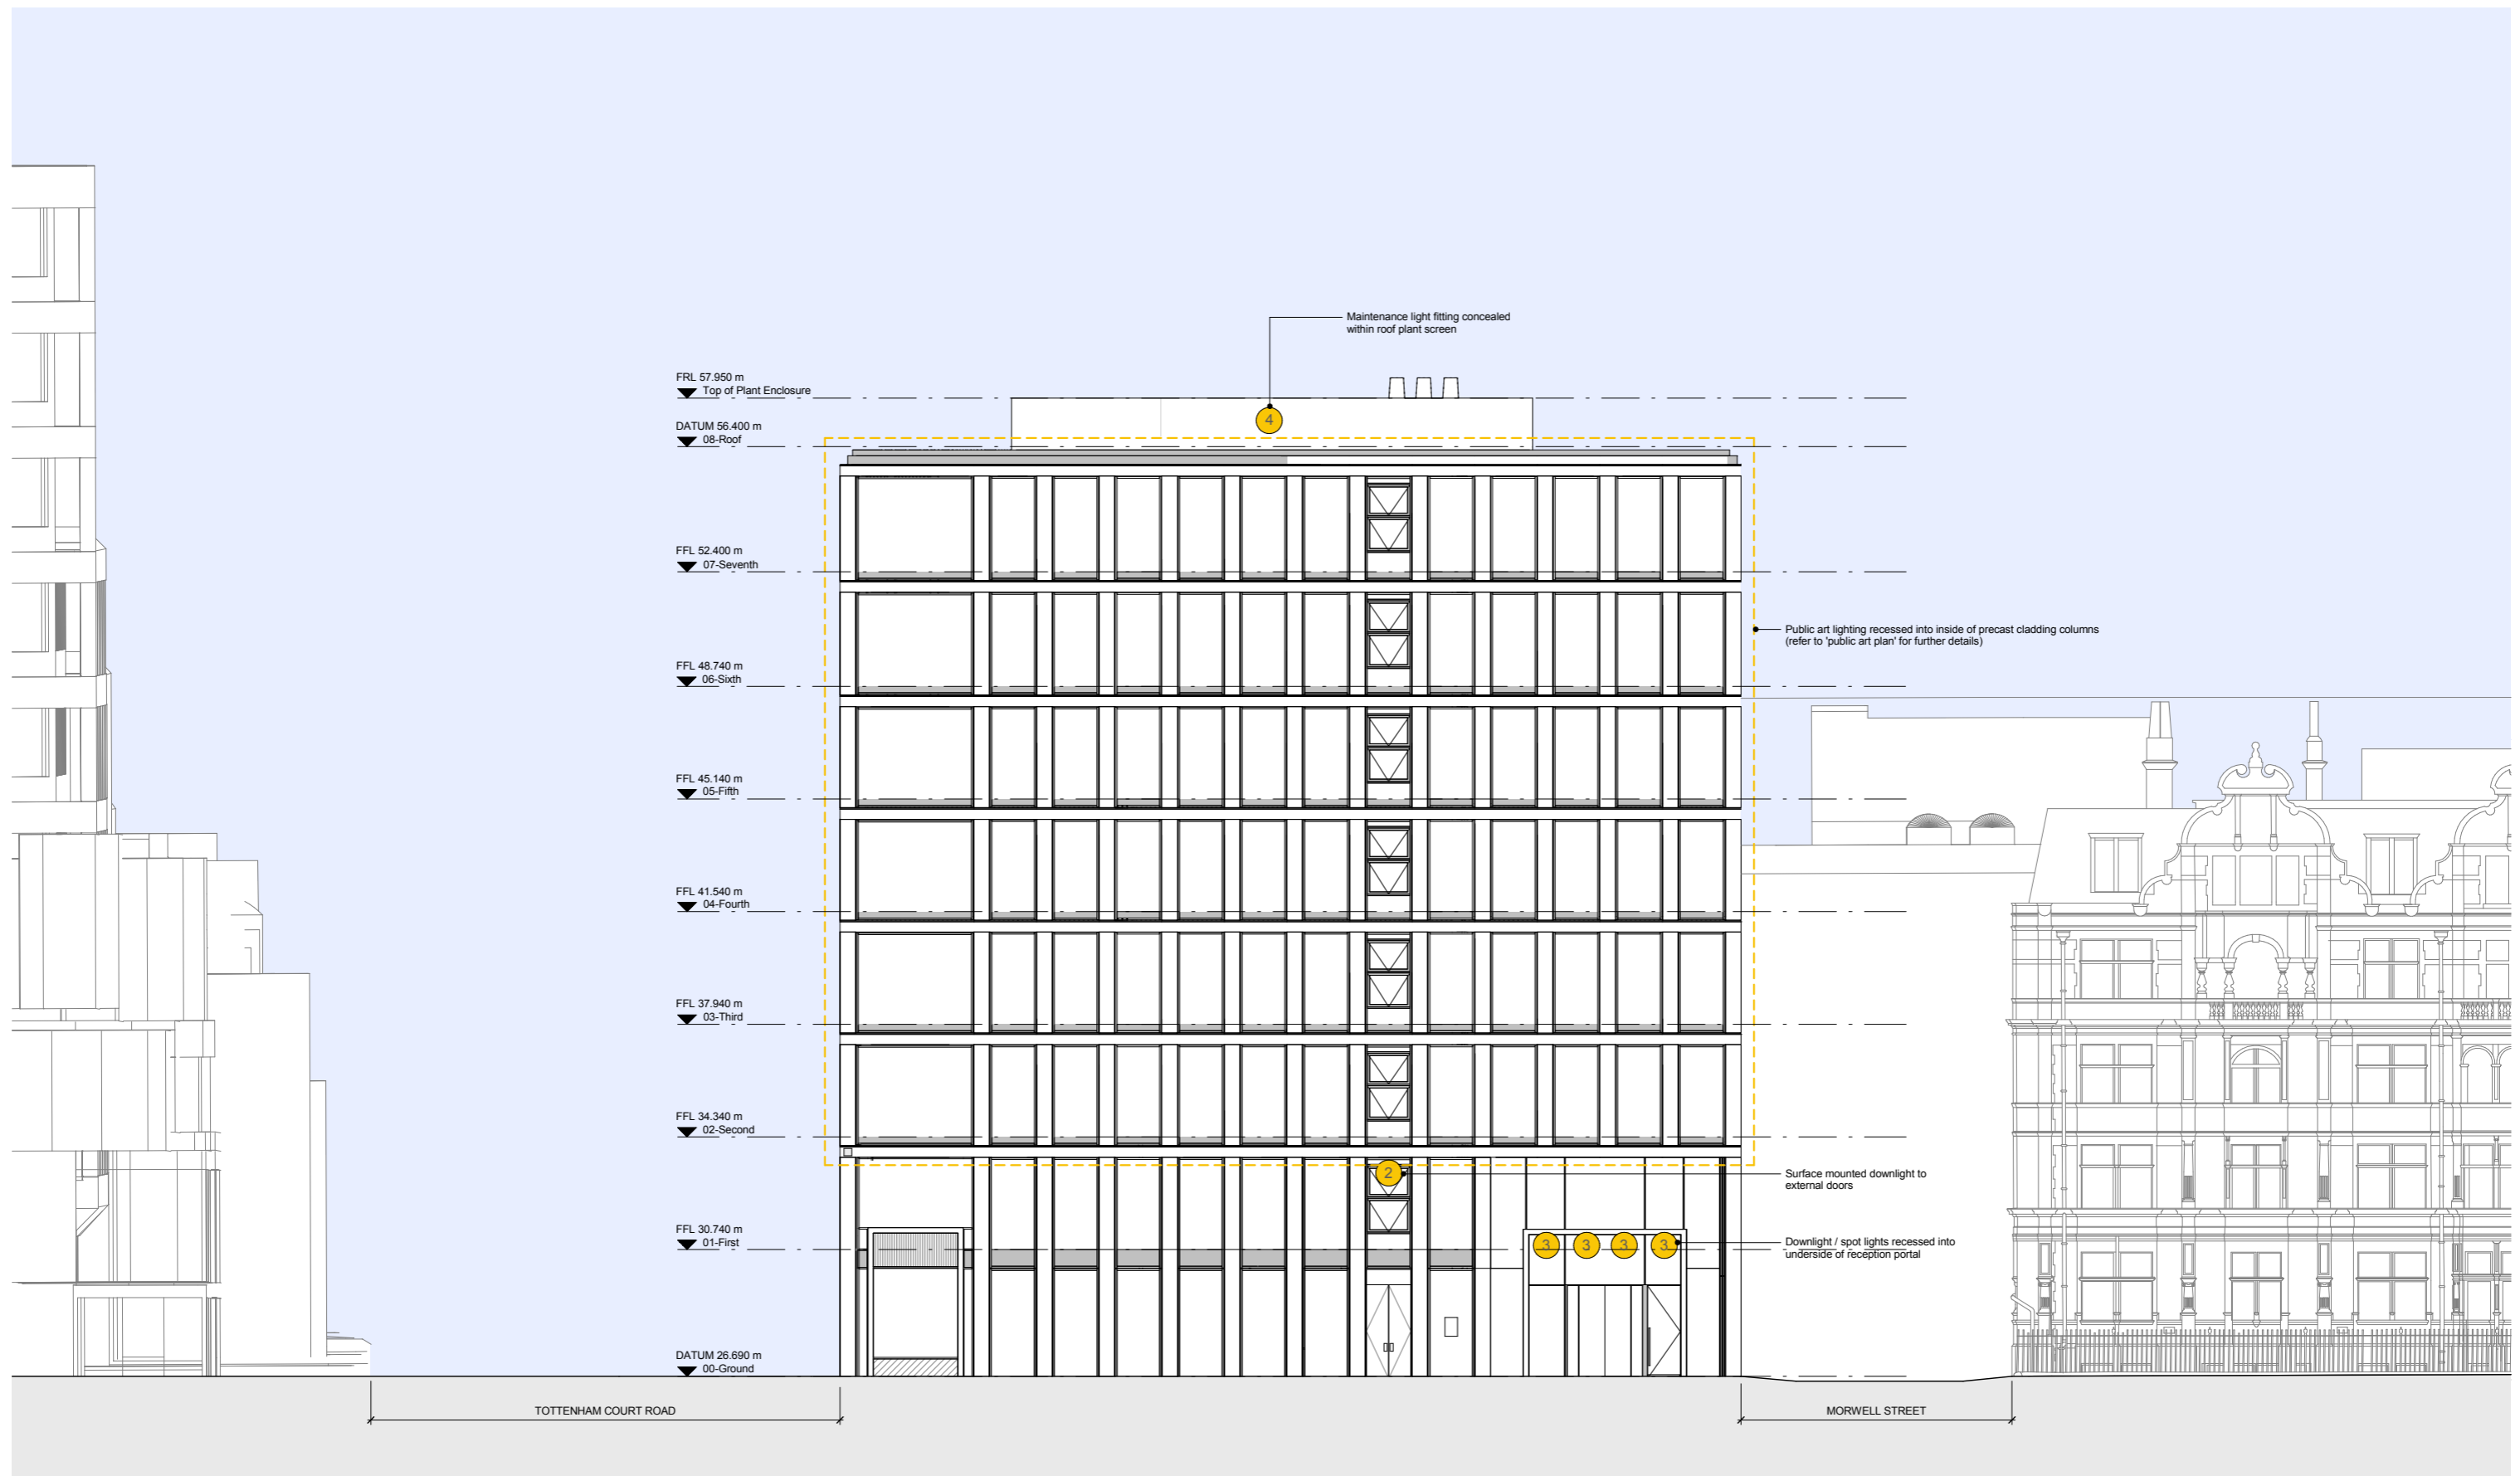 Maintenance light fitting concealed
within roof plant screen
FRL 57.950 m
Top of Plant Enclosure
4
DATUM 56.400 m
08-Roof
FFL 52.400 m
07-Seventh
Public art lighting recessed into inside of precast cladding columns
(refer to 'public art plan' for further details)
FFL 48.740 m
06-Sixth
FFL 45.140 m
05-Fifth
FFL 41.540 m
04-Fourth
FFL 37.940 m
03-Third
FFL 34.340 m
02-Second
2
Surface mounted downlight to
external doors
FFL 30.740 m
01-First
3 3 3 3
Downlight / spot lights recessed into
underside of reception portal
DATUM 26.690 m
00-Ground
TOTTENHAM COURT ROAD
MORWELL STREET